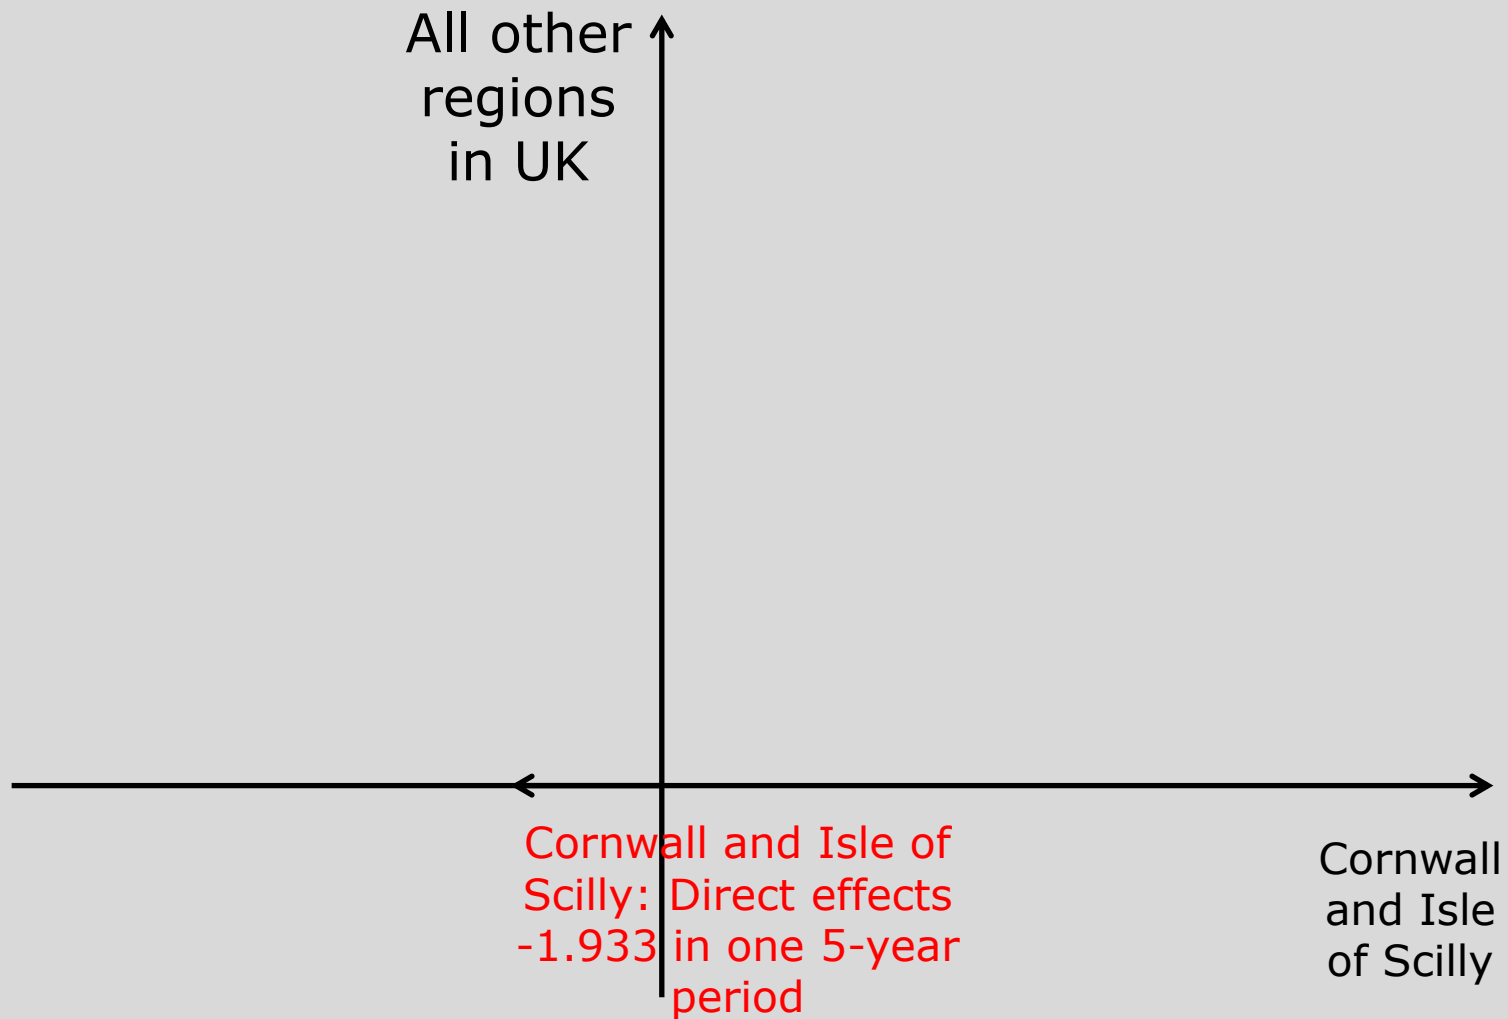 All other
regions
in UK
Cornwall and Isle of
Scilly: Direct effects
-1.933 in one 5-year
period
Cornwall
and Isle
of Scilly